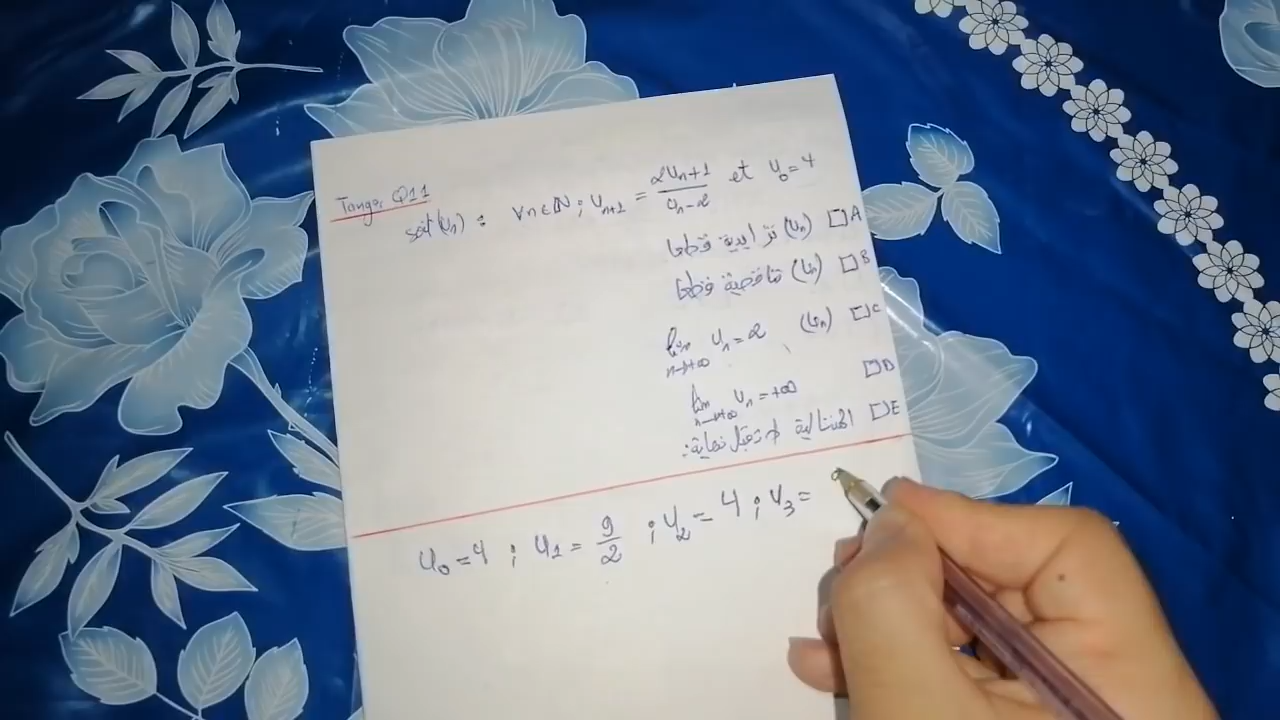 Tanger Q11
soit (Un) : ∀n∈ℕ ; Un+1 = (2Un+1)/(Un-2) et U0=4
A □ (Un) تزايدية قطعا
B □ (Un) تناقصية قطعا
C □ (Un) lim n→+∞ Un = 2
D □ lim n→+∞ Un = +∞
E □ المتتالية لا تقبل نهاية :
U0=4 ; U1= 9/2 ; U2= 4 ; U3=